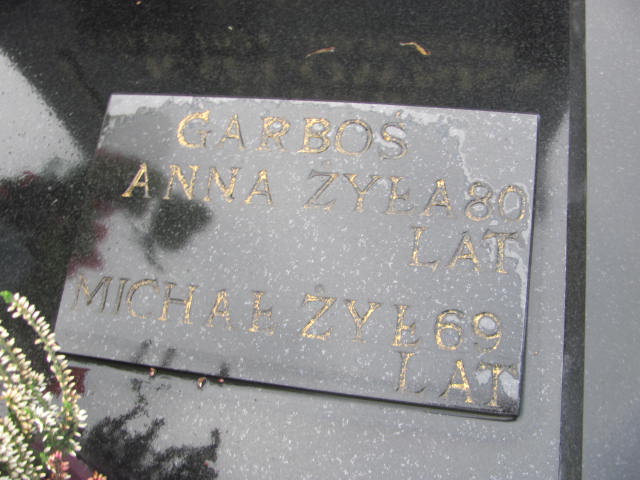 GARBOŚ
ANNA ŻYŁA 80
LAT
MICHAŁ ŻYŁ 69
LAT